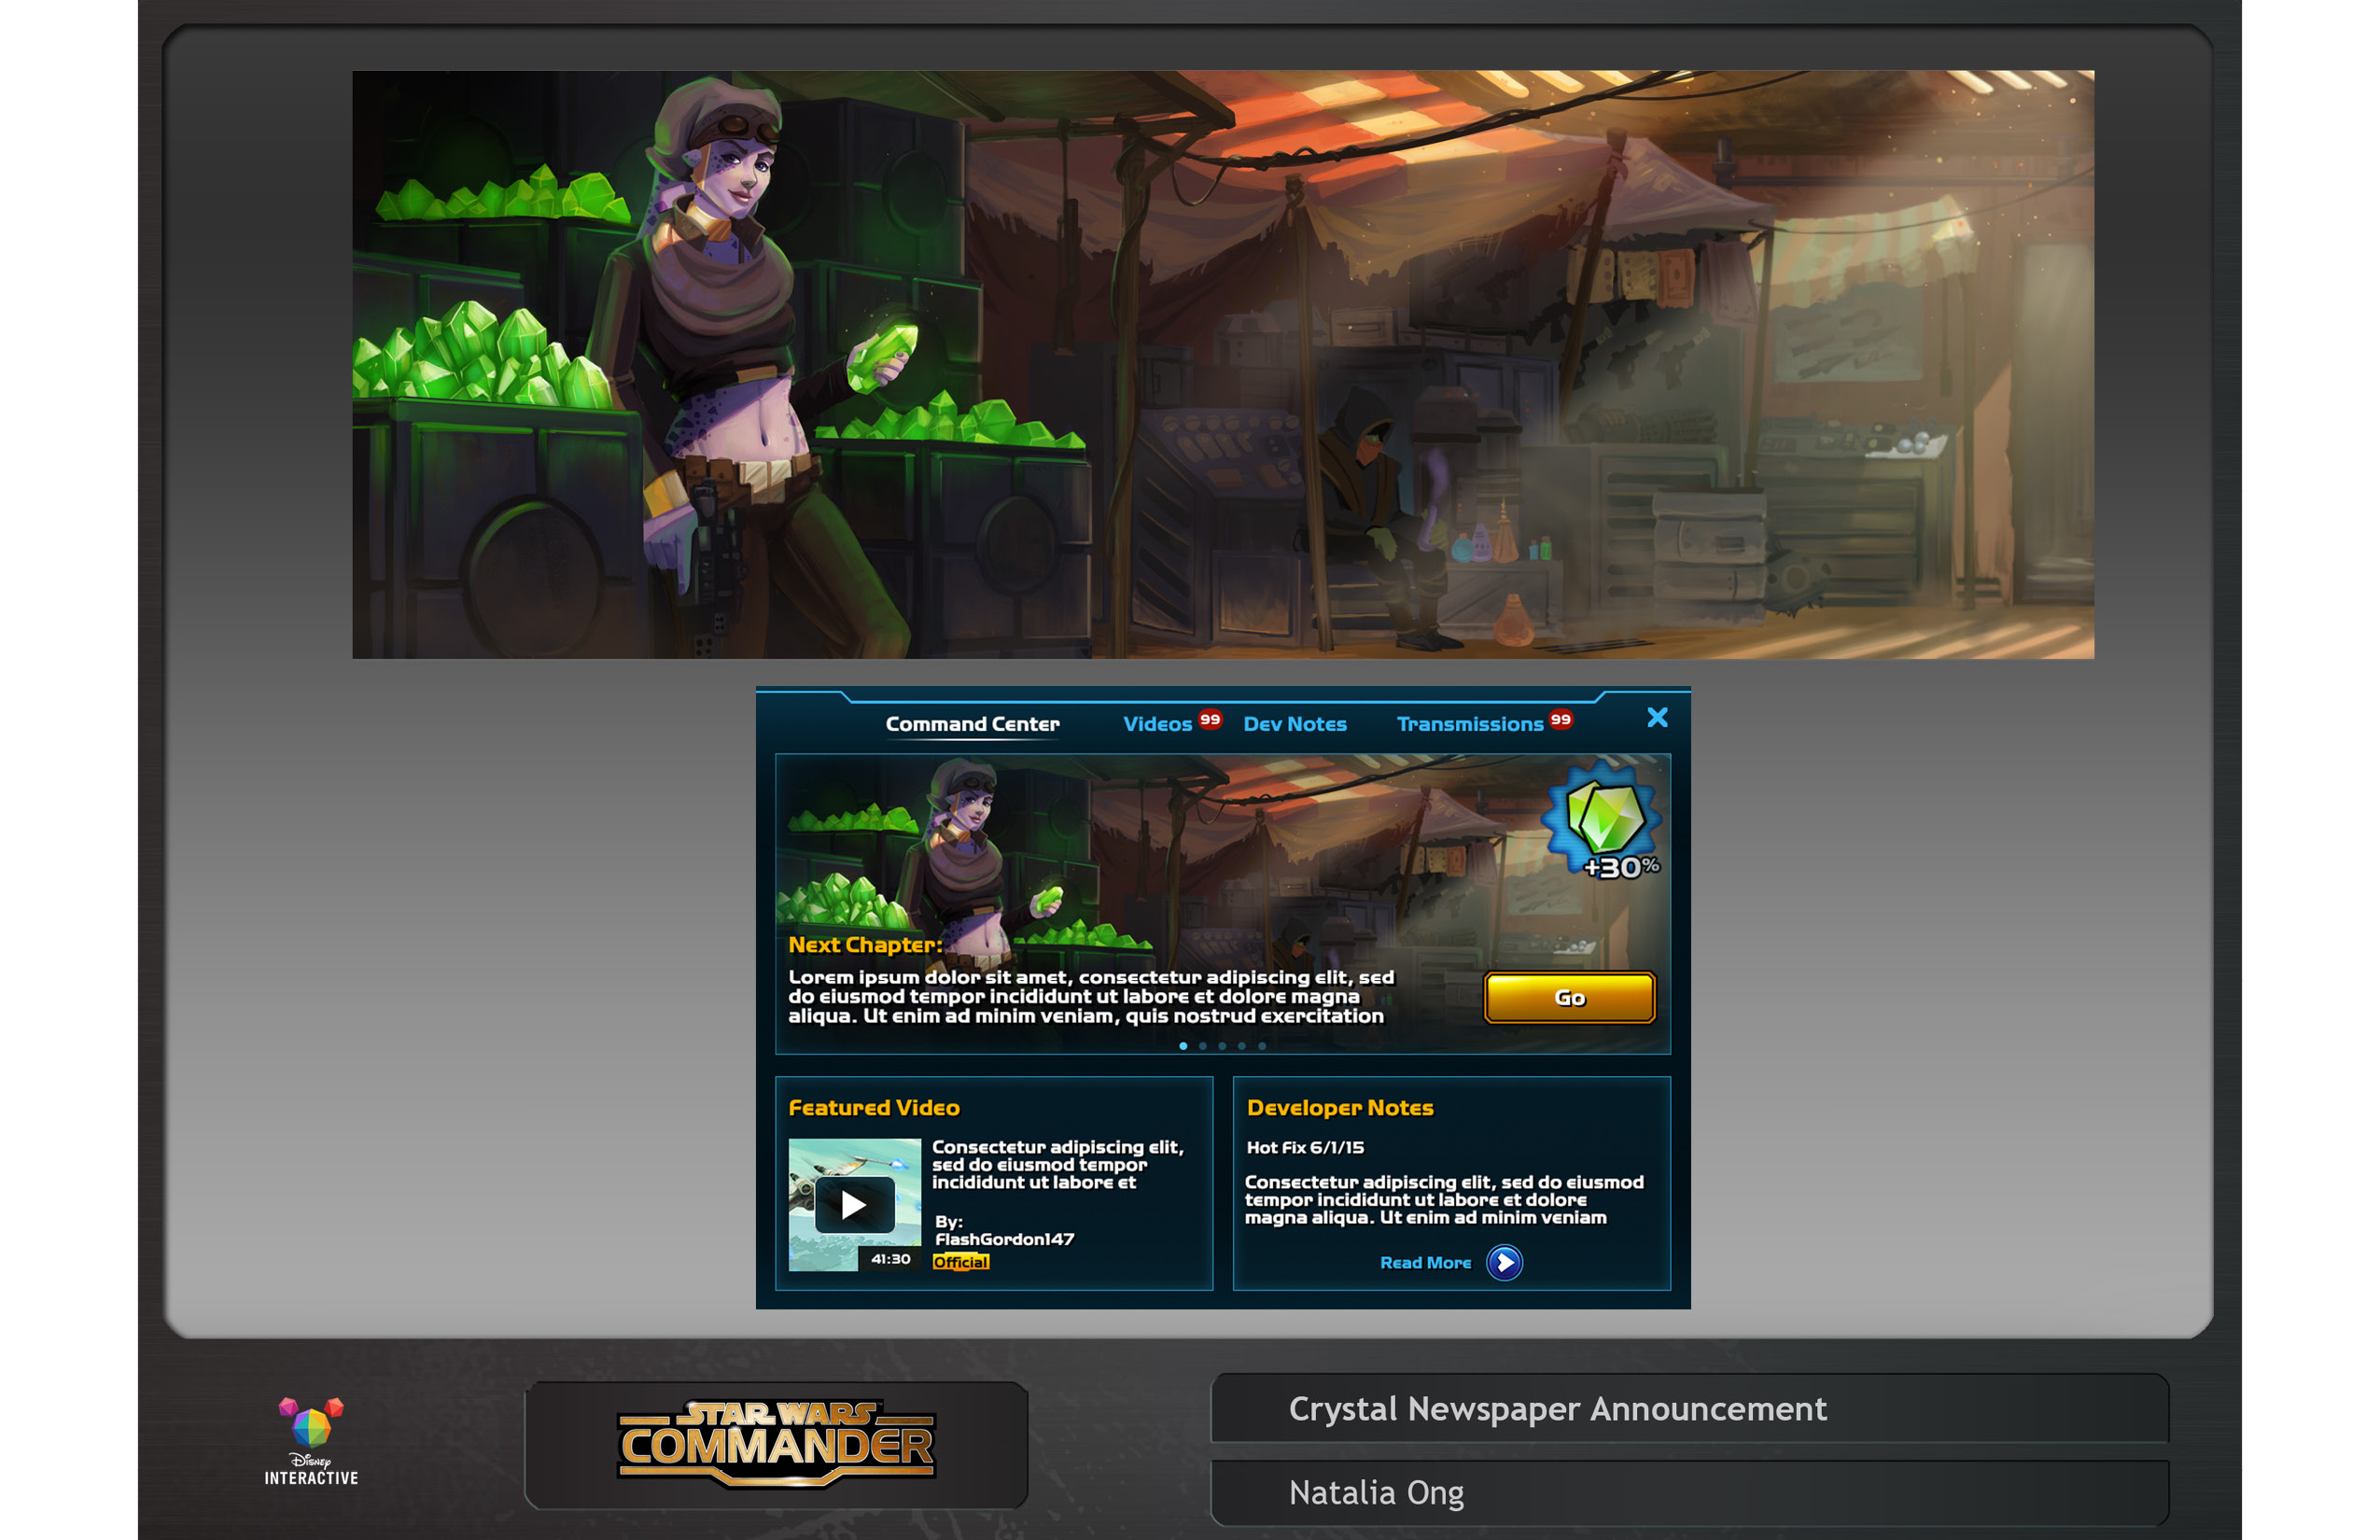 Command Center
Videos 99
Dev Notes
Transmissions 99
+30%
Next Chapter:
Lorem ipsum dolor sit amet, consectetur adipiscing elit, sed
do eiusmod tempor incididunt ut labore et dolore magna
aliqua. Ut enim ad minim veniam, quis nostrud exercitation
Go
Featured Video
Consectetur adipiscing elit,
sed do eiusmod tempor
incididunt ut labore et
By:
FlashGordon147
Official
41:30
Developer Notes
Hot Fix 6/1/15
Consectetur adipiscing elit, sed do eiusmod
tempor incididunt ut labore et dolore
magna aliqua. Ut enim ad minim veniam
Read More
Disney
INTERACTIVE
STAR WARS
COMMANDER
Crystal Newspaper Announcement
Natalia Ong